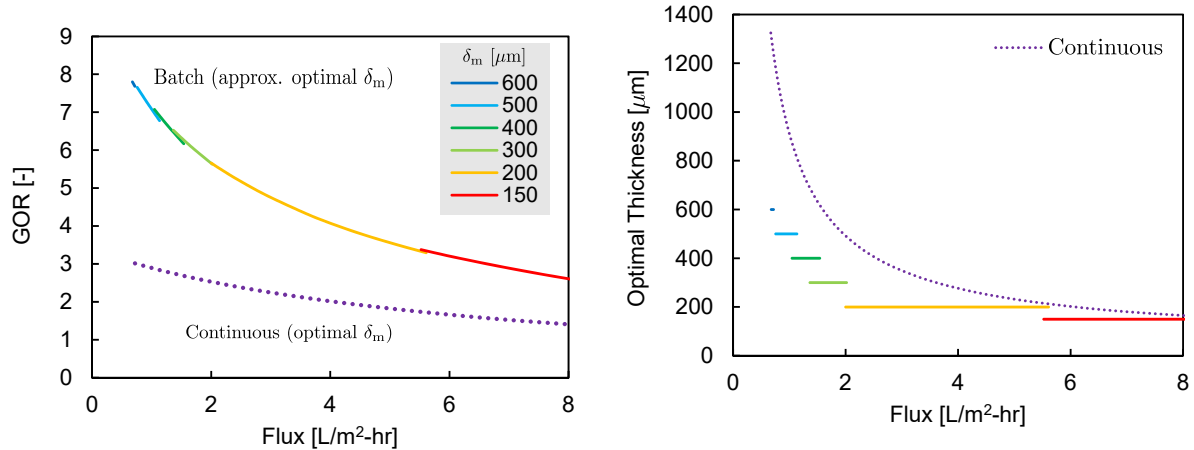 9
8
7
6
5
4
3
2
1
0
GOR [-]
Batch (approx. optimal δm)
δm [μm]
600
500
400
300
200
150
Continuous (optimal δm)
0 2 4 6 8
Flux [L/m²-hr)
1400
1200
1000
800
600
400
200
0
Optimal Thickness [μm]
Continuous
0 2 4 6 8
Flux [L/m²-hr)